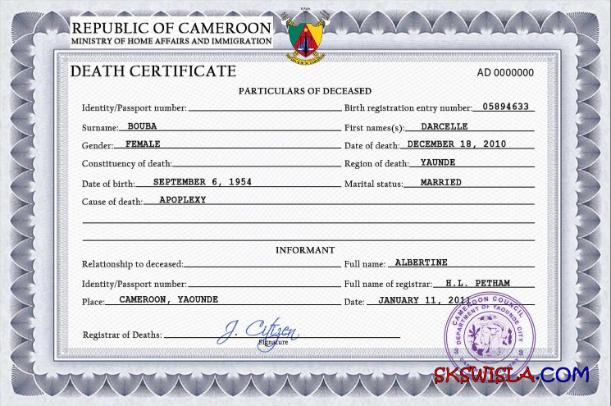 REPUBLIC OF CAMEROON
MINISTRY OF HOME AFFAIRS AND IMMIGRATION
DEATH CERTIFICATE
AD 0000000
PARTICULARS OF DECEASED
Identity/Passport number:
Birth registration entry number: 05894633
Surname: BOUBA
First names(s): DARCELLE
Gender: FEMALE
Date of death: DECEMBER 18, 2010
Constituency of death:
Region of death: YAUNDE
Date of birth: SEPTEMBER 6, 1954
Marital status: MARRIED
Cause of death: APOPLEXY
INFORMANT
Relationship to deceased:
Full name: ALBERTINE
Identity/Passport number:
Full name of registrar: H.L. PETHAM
Place: CAMEROON, YAOUNDE
Date: JANUARY 11, 2011
Registrar of Deaths: J. Citizen
Signature
CAMEROON COUNCIL
DEPARTMENT OF YAOUNDE CITY
SKSWISLA.COM